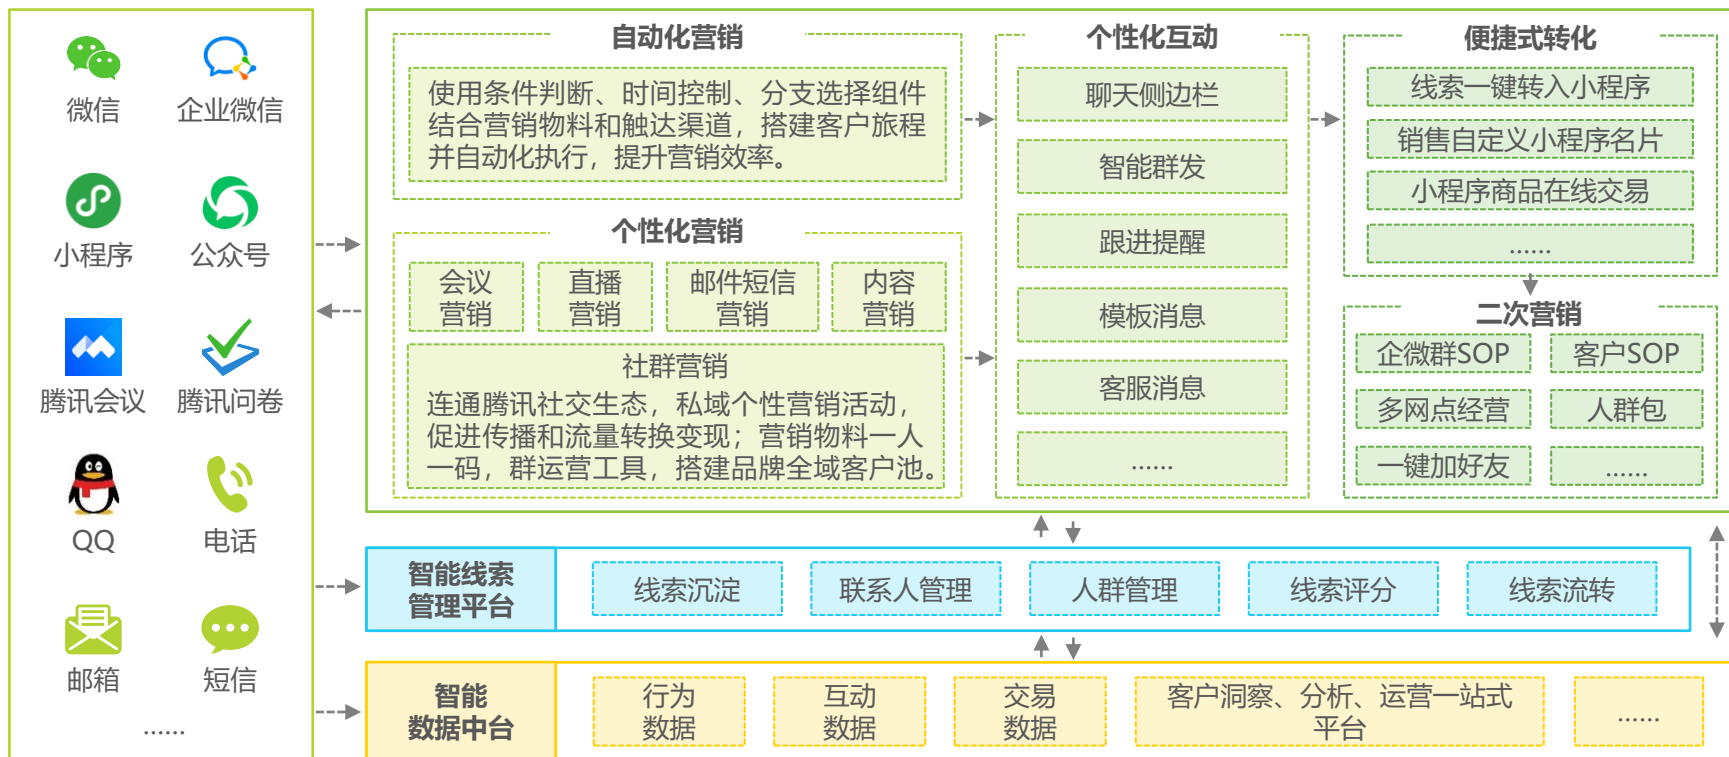 微信
企业微信
小程序
公众号
腾讯会议
腾讯问卷
QQ
电话
邮箱
短信
......
自动化营销
使用条件判断、时间控制、分支选择组件
结合营销物料和触达渠道，搭建客户旅程
并自动化执行，提升营销效率。
个性化营销
会议
营销
直播
营销
邮件短信
营销
内容
营销
社群营销
连通腾讯社交生态，私域个性营销活动，
促进传播和流量转换变现；营销物料一人
一码，群运营工具，搭建品牌全域客户池。
个性化互动
聊天侧边栏
智能群发
跟进提醒
模板消息
客服消息
......
便捷式转化
线索一键转入小程序
销售自定义小程序名片
小程序商品在线交易
......
二次营销
企微群SOP
客户SOP
多网点经营
人群包
一键加好友
......
智能线索
管理平台
线索沉淀
联系人管理
人群管理
线索评分
线索流转
智能
数据中台
行为
数据
互动
数据
交易
数据
客户洞察、分析、运营一站式
平台
......